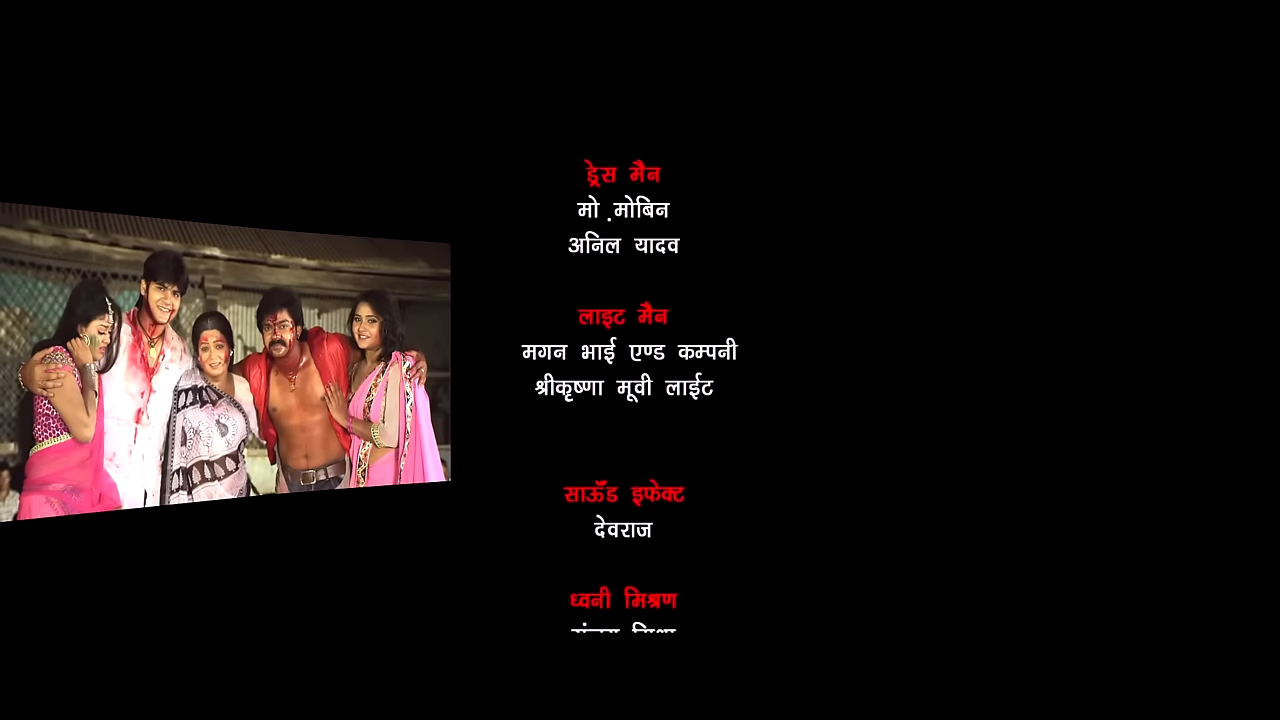 ड्रेस मैन
मो .मोबिन
अनिल यादव
लाइट मैन
मगन भाई एण्ड कम्पनी
श्रीकृष्णा मूवी लाईट
साऊँड इफेक्ट
देवराज
ध्वनी मिश्रण